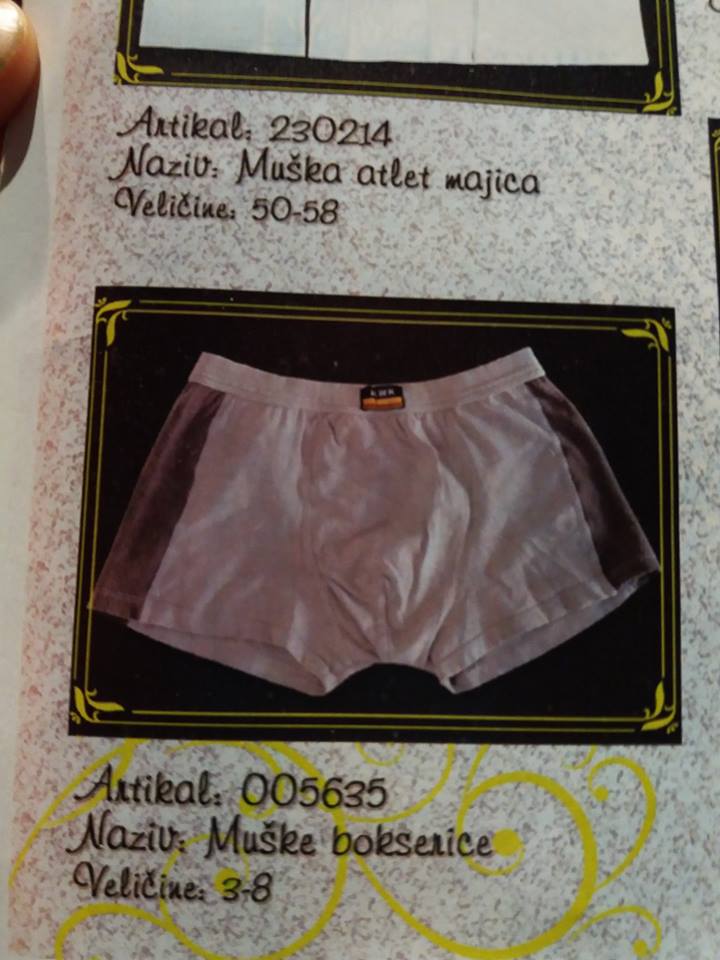 Artikal: 230214
Naziv: Muška atlet majica
Veličine: 50-58
Artikal: 005635
Naziv: Muške bokserice
Veličine: 3-8